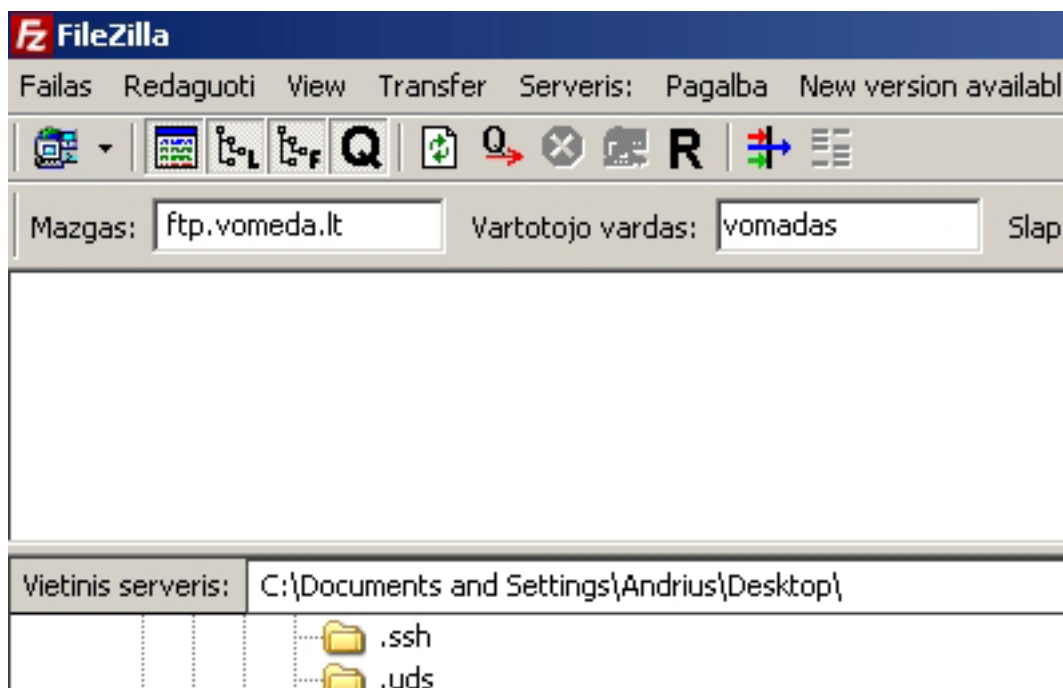 FileZilla
Failas Redaguoti View Transfer Serveris: Pagalba New version availabl
L F Q Q R
Mazgas: ftp.vomeda.lt Vartotojo vardas: vomadas Slap
Vietinis serveris: C:\Documents and Settings\Andrius\Desktop\
.ssh
.uds